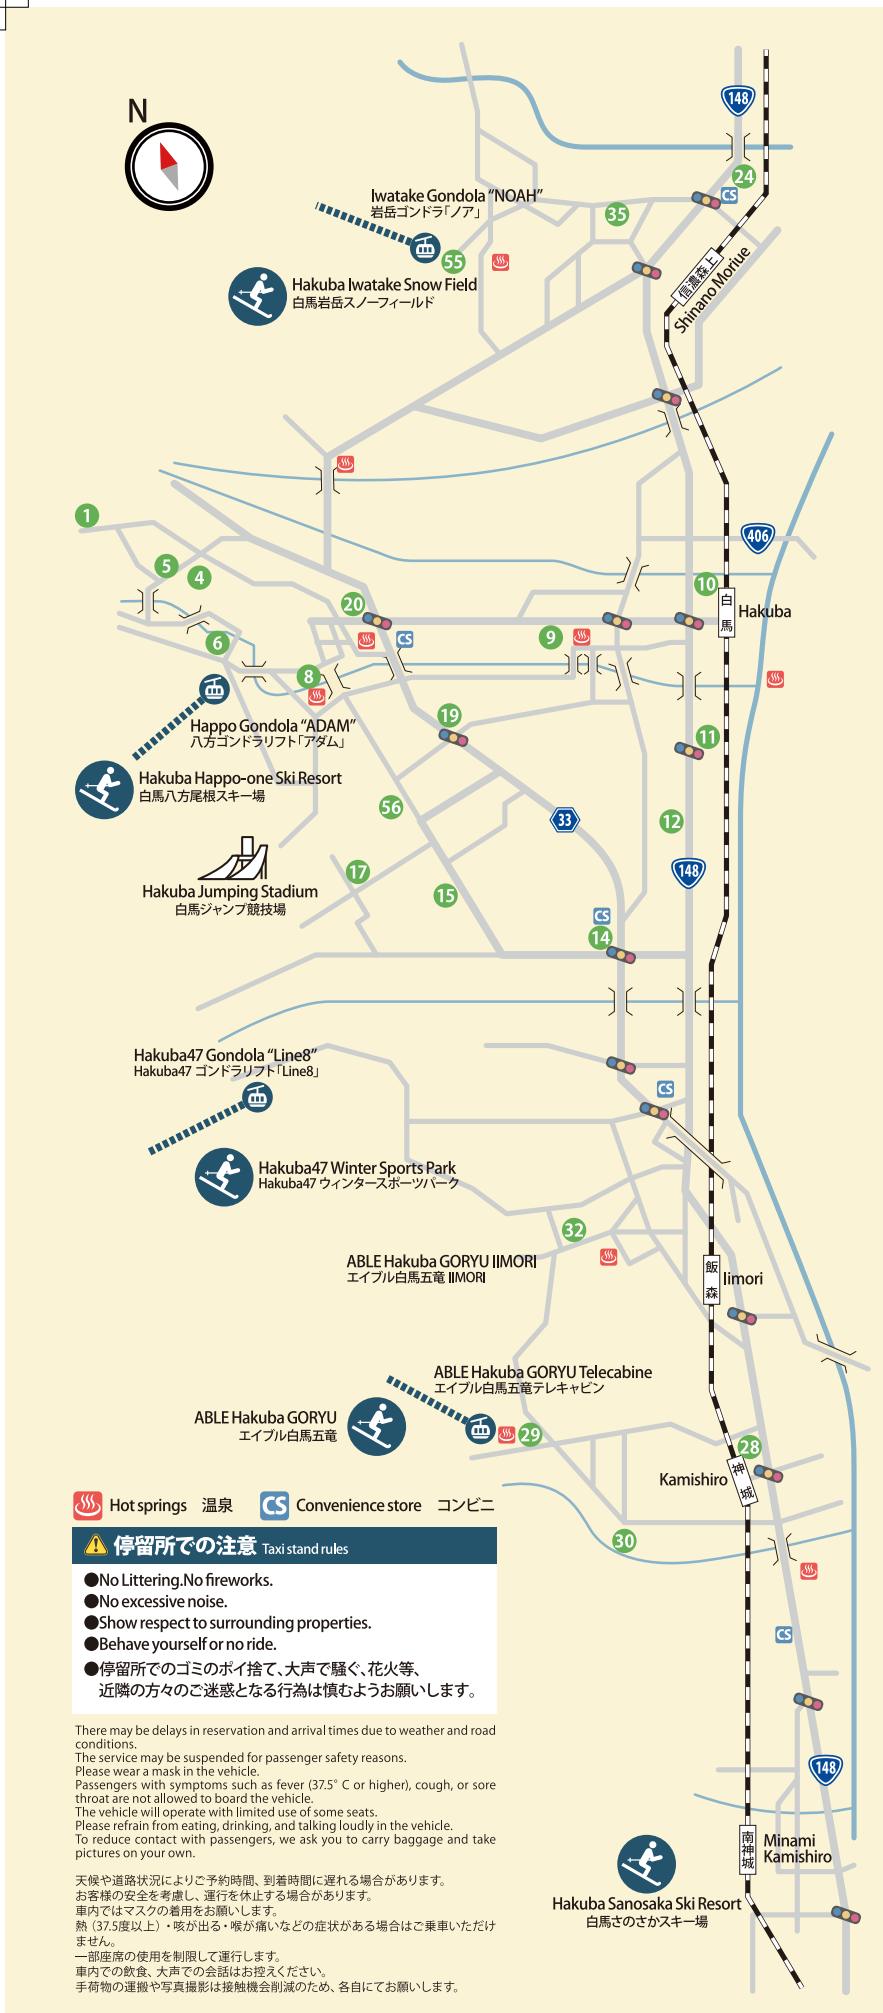 N
148
24
CS
Iwatake Gondola “NOAH”
岩岳ゴンドラ「ノア」
35
55
信濃森上
Shinano Moriue
Hakuba Iwatake Snow Field
白馬岩岳スノーフィールド
1
406
5
4
10
20
白馬
Hakuba
6
CS
9
8
19
11
Happo Gondola “ADAM”
八方ゴンドラリフト「アダム」
Hakuba Happo-one Ski Resort
白馬八方尾根スキー場
56
33
12
17
148
Hakuba Jumping Stadium
白馬ジャンプ競技場
15
CS
14
Hakuba47 Gondola “Line8”
Hakuba47 ゴンドラリフト「Line8」
CS
Hakuba47 Winter Sports Park
Hakuba47 ウィンタースポーツパーク
32
ABLE Hakuba GORYU IIMORI
エイブル白馬五竜 IIMORI
飯森
Iimori
ABLE Hakuba GORYU Telecabine
エイブル白馬五竜テレキャビン
ABLE Hakuba GORYU
エイブル白馬五竜
29
28
Kamishiro
神城
Hot springs 温泉
CS Convenience store コンビニ
30
停留所での注意 Taxi stand rules
●No Littering.No fireworks.
●No excessive noise.
●Show respect to surrounding properties.
●Behave yourself or no ride.
●停留所でのゴミのポイ捨て、大声で騒ぐ、花火等、
近隣の方々のご迷惑となる行為は慎むようお願いします。
CS
148
There may be delays in reservation and arrival times due to weather and road
conditions.
The service may be suspended for passenger safety reasons.
Please wear a mask in the vehicle.
Passengers with symptoms such as fever (37.5° C or higher), cough, or sore
throat are not allowed to board the vehicle.
The vehicle will operate with limited use of some seats.
Please refrain from eating, drinking, and talking loudly in the vehicle.
To reduce contact with passengers, we ask you to carry baggage and take
pictures on your own.
南神城
Minami
Kamishiro
Hakuba Sanosaka Ski Resort
白馬さのさかスキー場
天候や道路状況によりご予約時間、到着時間に遅れる場合があります。
お客様の安全を考慮し、運行を休止する場合があります。
車内ではマスクの着用をお願いします。
熱（37.5度以上）・咳が出る・喉が痛いなどの症状がある場合はご乗車いただけ
ません。
一部座席の使用を制限して運行します。
車内での飲食、大声での会話はお控えください。
手荷物の運搬や写真撮影は接触機会削減のため、各自にてお願いします。